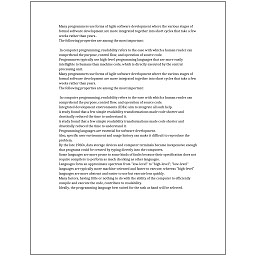 Many programmers use forms of Agile software development where the various stages of
formal software development are more integrated together into short cycles that take a few
weeks rather than years.
The following properties are among the most important:
In computer programming, readability refers to the ease with which a human reader can
comprehend the purpose, control flow, and operation of source code.
Programmers typically use high-level programming languages that are more easily
intelligible to humans than machine code, which is directly executed by the central
processing unit.
Many programmers use forms of Agile software development where the various stages of
formal software development are more integrated together into short cycles that take a few
weeks rather than years.
The following properties are among the most important:
In computer programming, readability refers to the ease with which a human reader can
comprehend the purpose, control flow, and operation of source code.
Integrated development environments (IDEs) aim to integrate all such help.
A study found that a few simple readability transformations made code shorter and
drastically reduced the time to understand it.
A study found that a few simple readability transformations made code shorter and
drastically reduced the time to understand it.
Programming languages are essential for software development.
Also, specific user environment and usage history can make it difficult to reproduce the
problem.
By the late 1960s, data storage devices and computer terminals became inexpensive enough
that programs could be created by typing directly into the computers.
Some languages are more prone to some kinds of faults because their specification does not
require compilers to perform as much checking as other languages.
Languages form an approximate spectrum from "low-level" to "high-level"; "low-level"
languages are typically more machine-oriented and faster to execute, whereas "high-level"
languages are more abstract and easier to use but execute less quickly.
Many factors, having little or nothing to do with the ability of the computer to efficiently
compile and execute the code, contribute to readability.
Ideally, the programming language best suited for the task at hand will be selected.